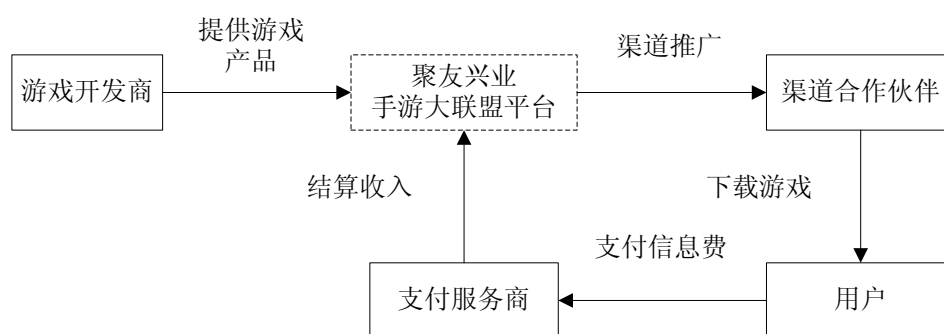 提供游戏
产品
渠道推广
游戏开发商
聚友兴业
手游大联盟平台
渠道合作伙伴
结算收入
下载游戏
支付信息费
支付服务商
用户